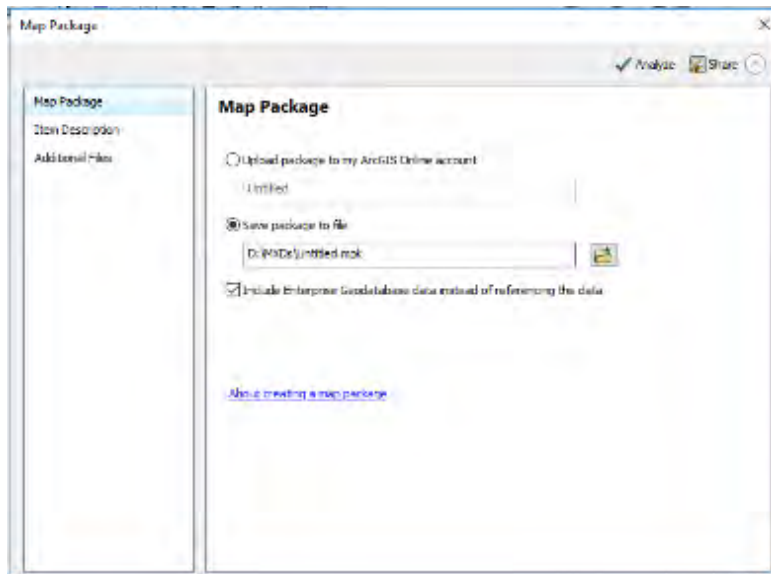 Map Package
Analyze Share
Map Package
Item Description
Additional Files
Map Package
Upload package to my ArcGIS Online account
Untitled
Save package to file
D:\MXDs\Untitled.mpk
Include Enterprise Geodatabase data instead of referencing the data
About creating a map package